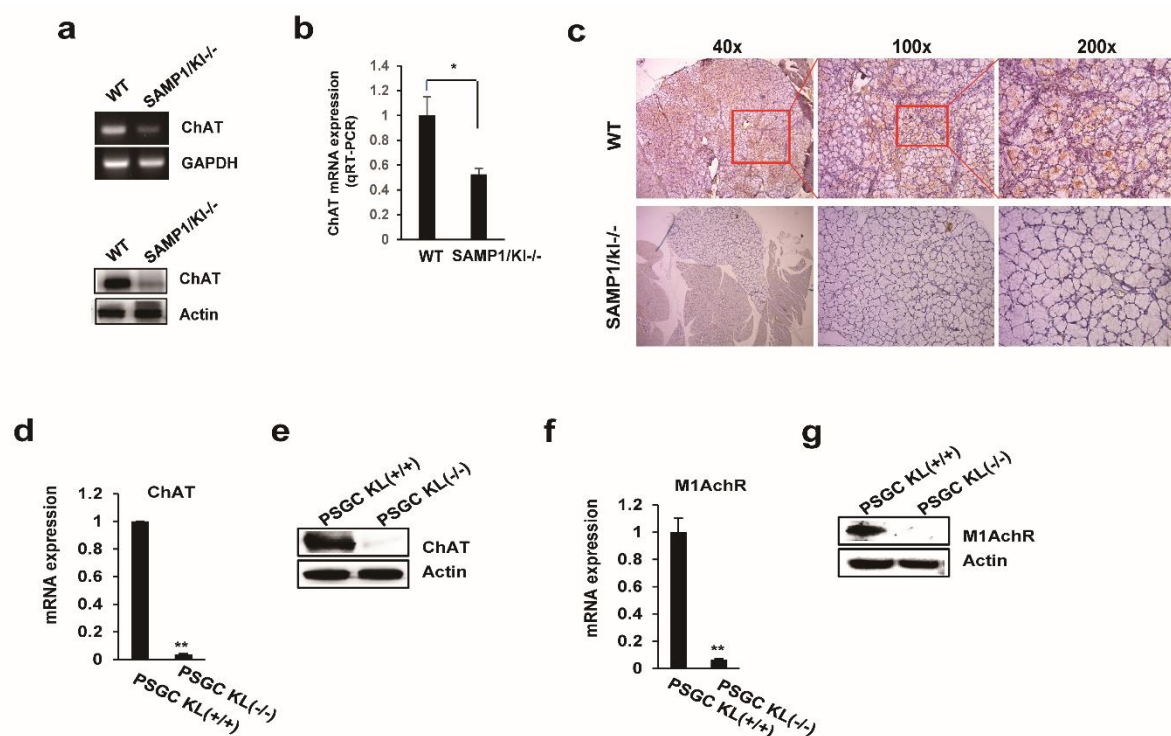 a
WT
SAMP1/Kl-/-
ChAT
GAPDH
WT
SAMP1/Kl-/-
ChAT
Actin
b
ChAT mRNA expression
(qRT-PCR)
1.4
1.2
1
0.8
0.6
0.4
0.2
0
*
WT
SAMP1/Kl-/-
c
40x
100x
200x
WT
SAMP1/kl-/-
d
mRNA expression
ChAT
1.2
1
0.8
0.6
0.4
0.2
0
**
PSGC KL(+/+)
PSGC KL(-/-)
e
PSGC KL(+/+)
PSGC KL(-/-)
ChAT
Actin
f
mRNA expression
M1AchR
1.2
1
0.8
0.6
0.4
0.2
0
**
PSGC KL(+/+)
PSGC KL(-/-)
g
PSGC KL(+/+)
PSGC KL(-/-)
M1AchR
Actin